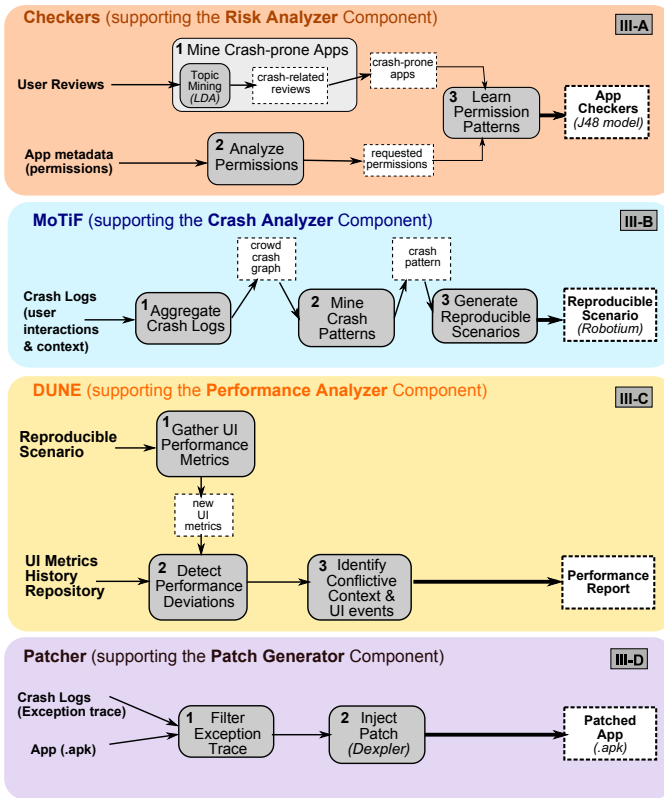 Checkers (supporting the Risk Analyzer Component)
III-A
1 Mine Crash-prone Apps
User Reviews
Topic
Mining
(LDA)
crash-related
reviews
crash-prone
apps
3 Learn
Permission
Patterns
App
Checkers
(J48 model)
App metadata
(permissions)
2 Analyze
Permissions
requested
permissions
MoTiF (supporting the Crash Analyzer Component)
III-B
crowd
crash
graph
crash
pattern
Crash Logs
(user
interactions
& context)
1 Aggregate
Crash Logs
2 Mine
Crash
Patterns
3 Generate
Reproducible
Scenarios
Reproducible
Scenario
(Robotium)
DUNE (supporting the Performance Analyzer Component)
III-C
Reproducible
Scenario
1 Gather UI
Performance
Metrics
new
UI
metrics
UI Metrics
History
Repository
2 Detect
Performance
Deviations
3 Identify
Conflictive
Context &
UI events
Performance
Report
Patcher (supporting the Patch Generator Component)
III-D
Crash Logs
(Exception trace)
App (.apk)
1 Filter
Exception
Trace
2 Inject
Patch
(Dexpler)
Patched
App
(.apk)